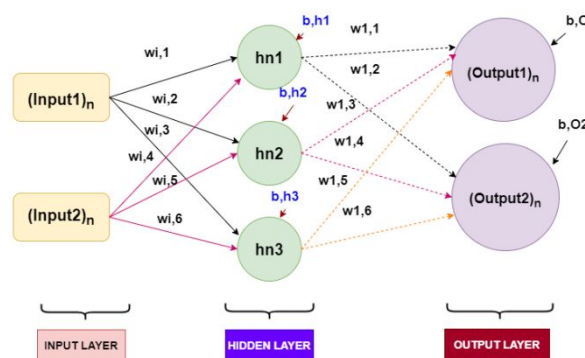 b,h1
w1,1
b,O
wi,1
hn1
w1,2
(Output1)n
(Input1)n
wi,2
b,h2
w1,3
wi,3
b,O2
wi,4
hn2
w1,4
wi,5
w1,5
(Input2)n
b,h3
(Output2)n
wi,6
w1,6
hn3
INPUT LAYER
HIDDEN LAYER
OUTPUT LAYER